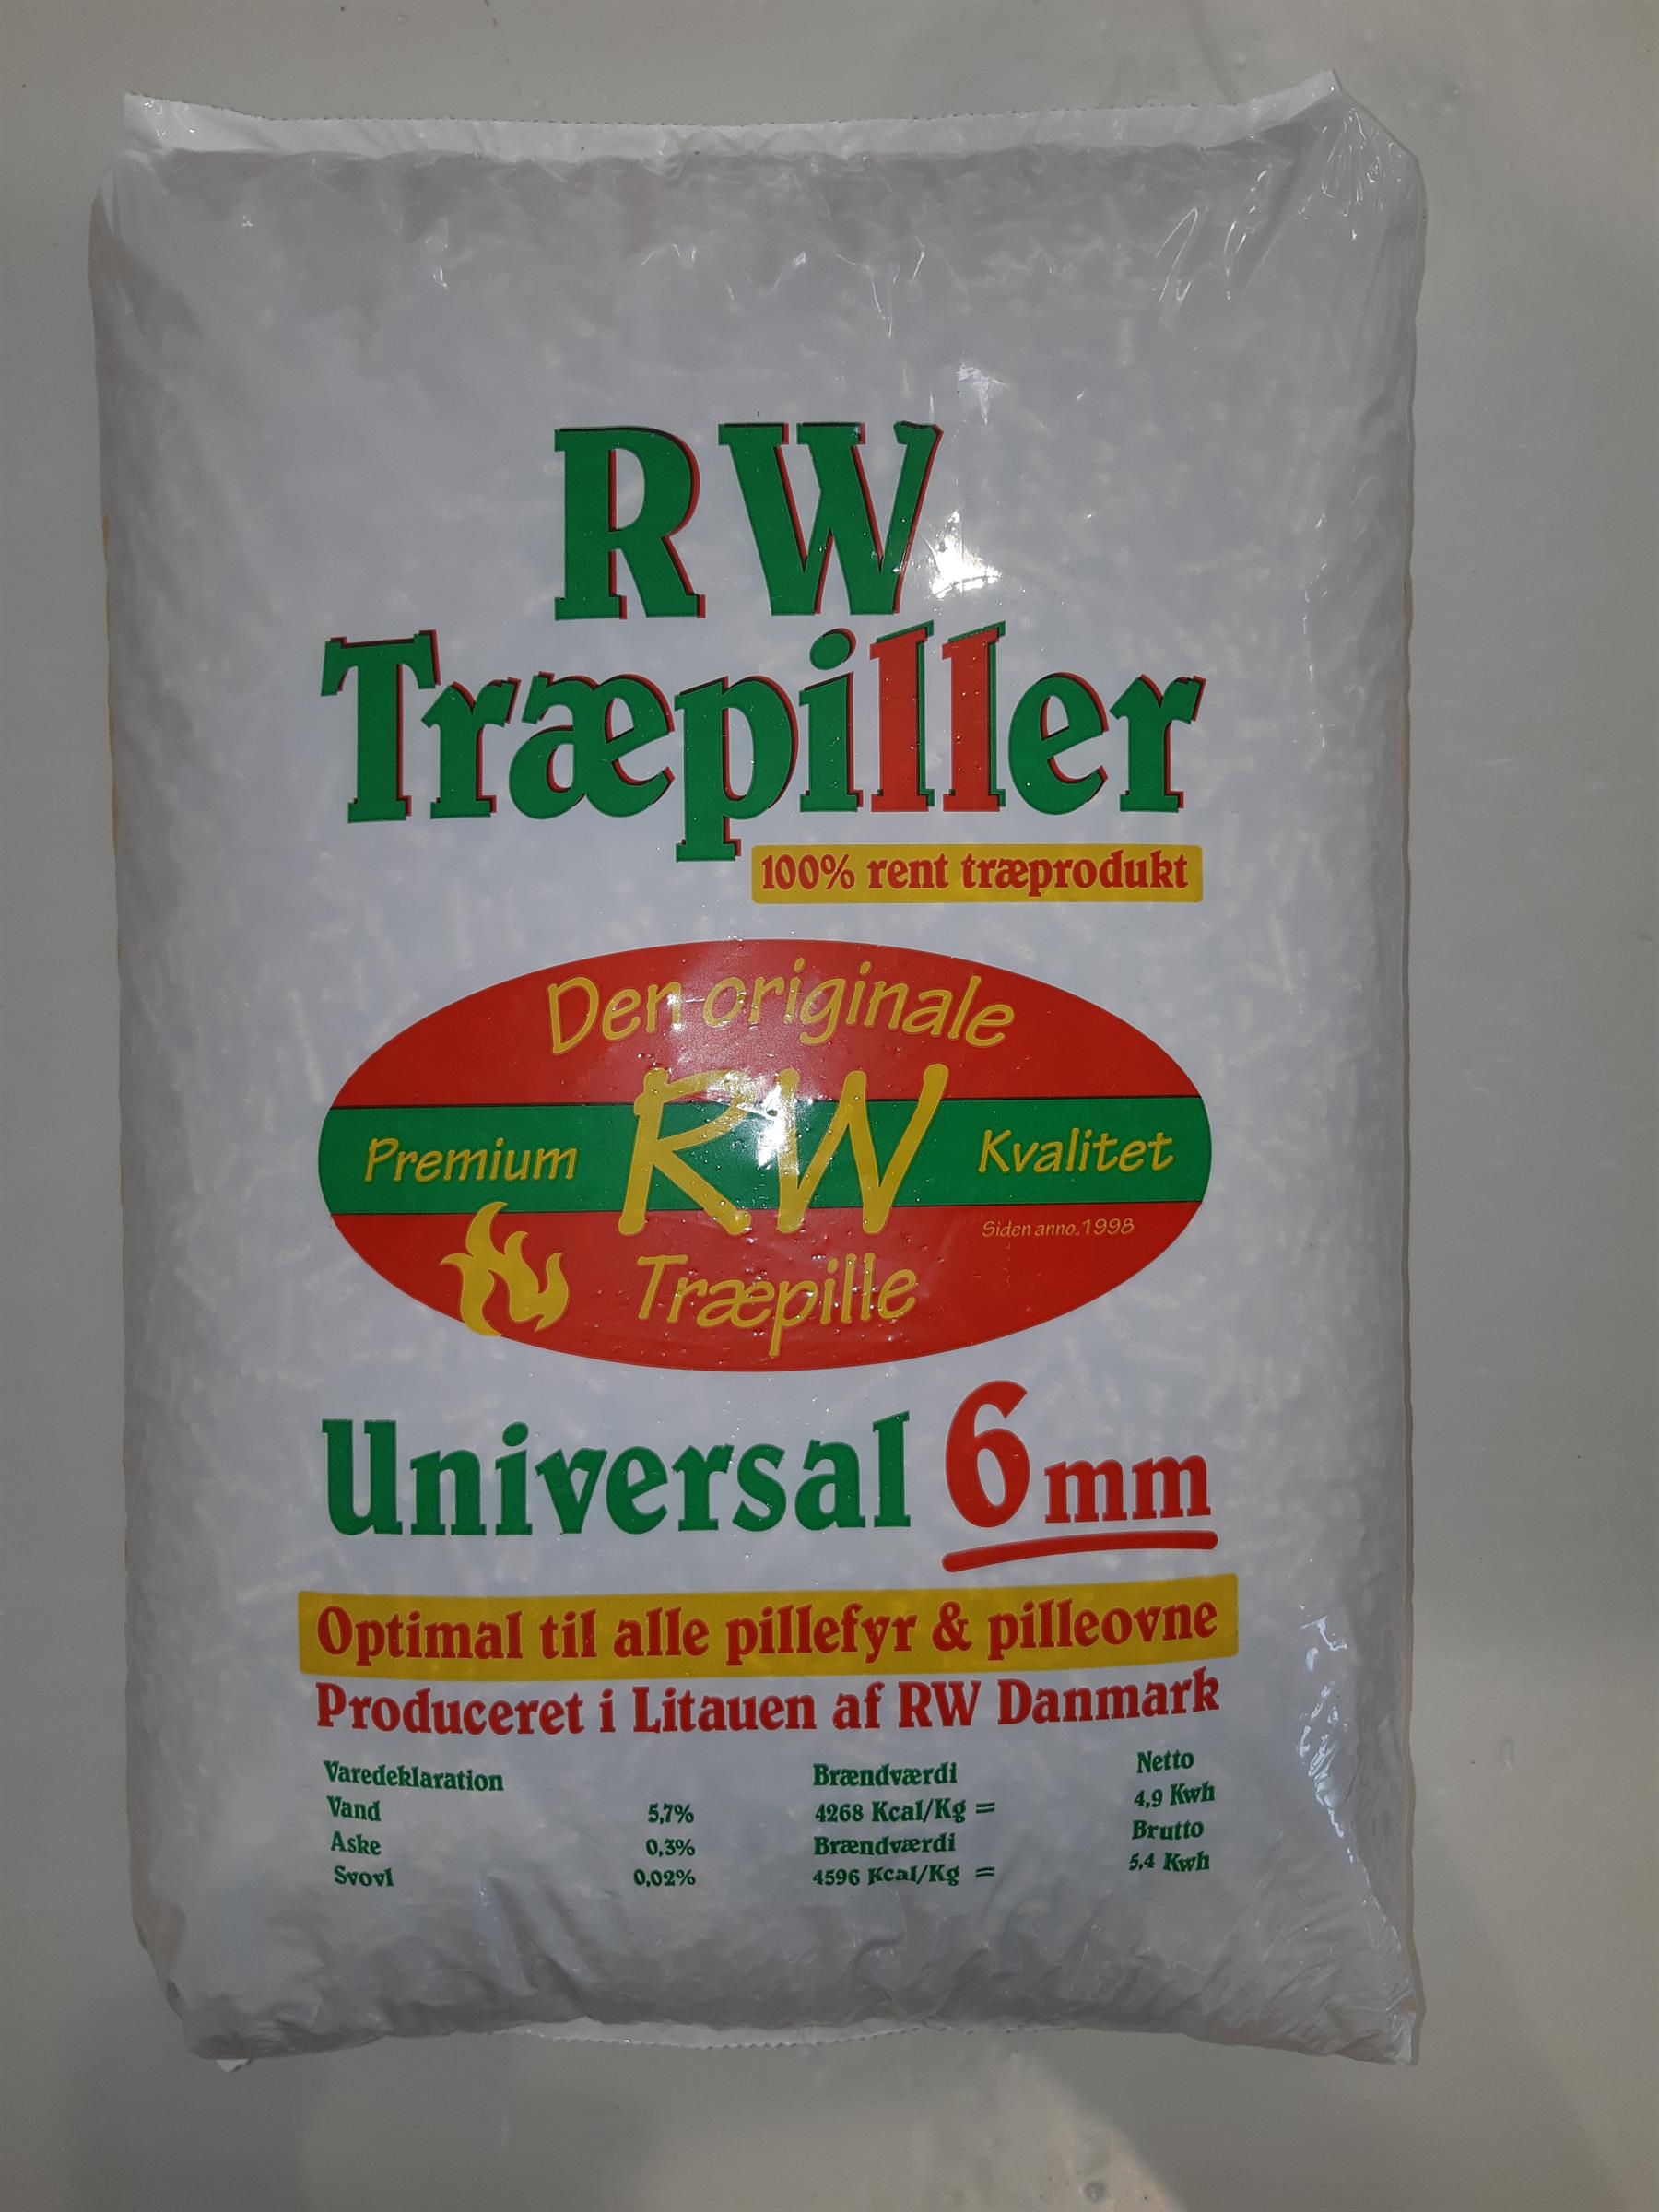 RW
Træpiller
100% rent træprodukt
Den originale
Premium RW Kvalitet
Siden anno. 1998
Træpille
Universal 6 mm
Optimal til alle pillefyr & pilleovne
Produceret i Litauen af RW Danmark
Varedeklaration Brændværdi Netto
Vand 5,7% 4268 Kcal/Kg = 4,9 Kwh
Aske 0,3% Brændværdi Brutto
Svovl 0,02% 4596 Kcal/Kg = 5.4 Kwh